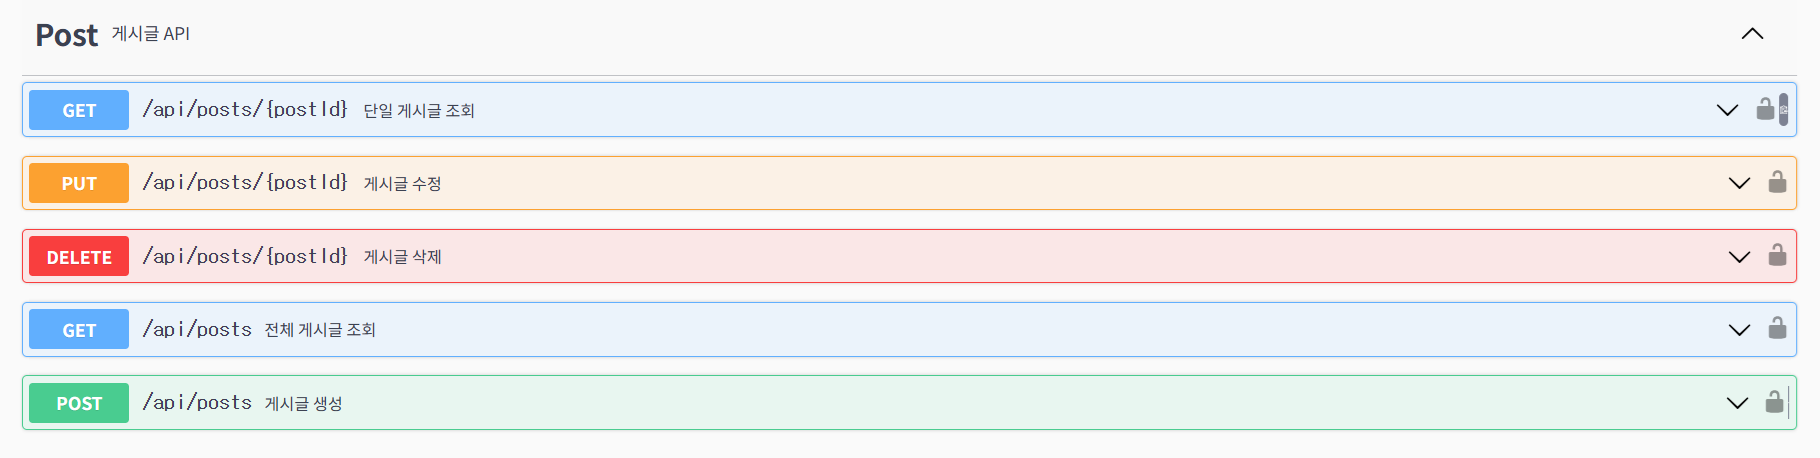 Post 게시글 API
GET /api/posts/{postId} 단일 게시글 조회
PUT /api/posts/{postId} 게시글 수정
DELETE /api/posts/{postId} 게시글 삭제
GET /api/posts 전체 게시글 조회
POST /api/posts 게시글 생성